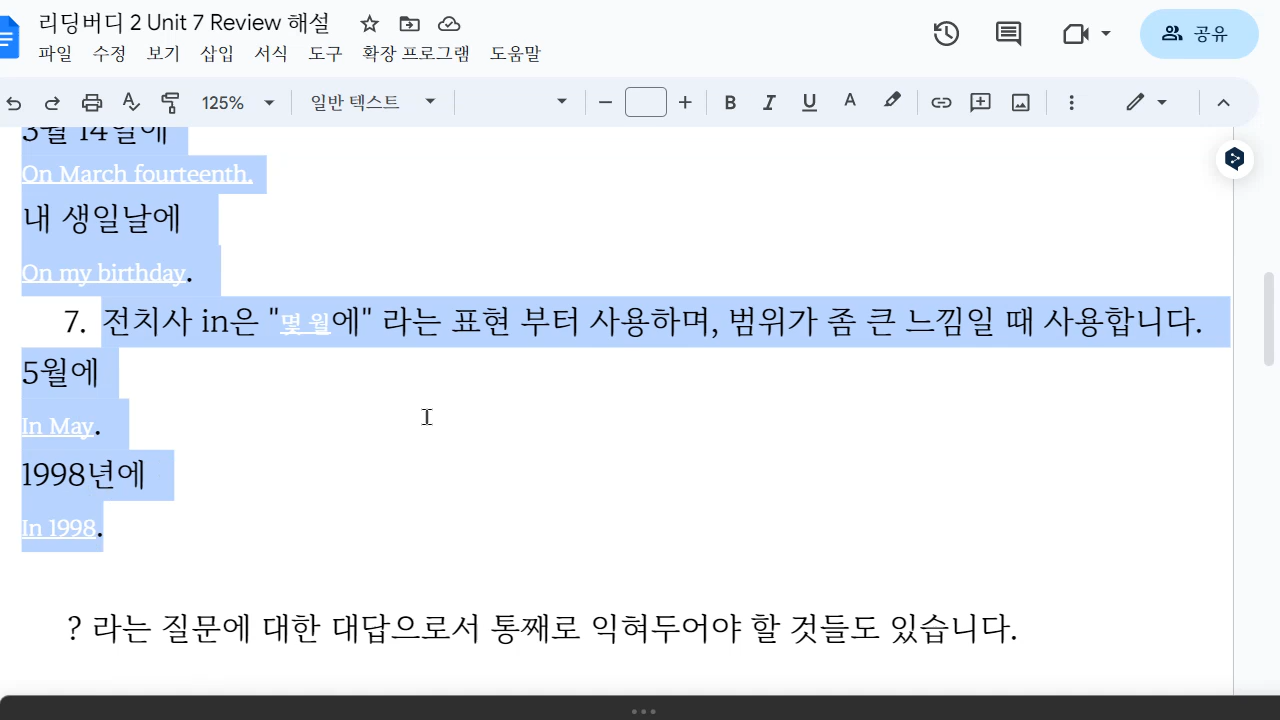 리딩버디 2 Unit 7 Review 해설
파일 수정 보기 삽입 서식 도구 확장 프로그램 도움말
공유
125% 일반 텍스트 B I U A
3월 14일에
On March fourteenth.
내 생일날에
On my birthday.
7. 전치사 in은 "몇 월에" 라는 표현 부터 사용하며, 범위가 좀 큰 느낌일 때 사용합니다.
5월에
In May.
1998년에
In 1998.
? 라는 질문에 대한 대답으로서 통째로 익혀두어야 할 것들도 있습니다.